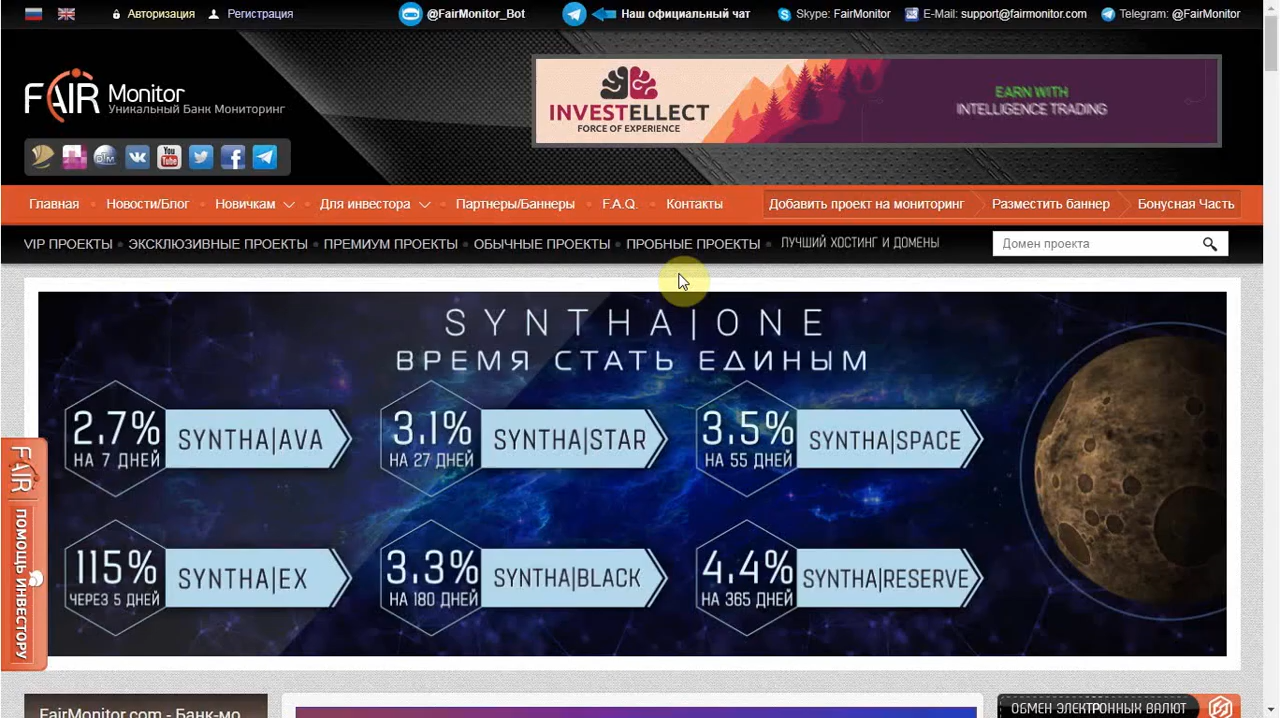 Авторизация Регистрация @FairMonitor_Bot Наш официальный чат Skype: FairMonitor E-Mail: support@fairmonitor.com Telegram: @FairMonitor
FAIR Monitor
Уникальный Банк Мониторинг
INVESTELLECT
FORCE OF EXPERIENCE
EARN WITH
INTELLIGENCE TRADING
Главная Новости/Блог Новичкам Для инвестора Партнеры/Баннеры F.A.Q. Контакты Добавить проект на мониторинг Разместить баннер Бонусная Часть
VIP ПРОЕКТЫ ЭКСКЛЮЗИВНЫЕ ПРОЕКТЫ ПРЕМИУМ ПРОЕКТЫ ОБЫЧНЫЕ ПРОЕКТЫ ПРОБНЫЕ ПРОЕКТЫ ЛУЧШИЙ ХОСТИНГ И ДОМЕНЫ Домен проекта
SYNTHA|ONE
ВРЕМЯ СТАТЬ ЕДИНЫМ
2.7% НА 7 ДНЕЙ SYNTHA|AVA
3.1% НА 27 ДНЕЙ SYNTHA|STAR
3.5% НА 55 ДНЕЙ SYNTHA|SPACE
115% ЧЕРЕЗ 5 ДНЕЙ SYNTHA|EX
3.3% НА 180 ДНЕЙ SYNTHA|BLACK
4.4% НА 365 ДНЕЙ SYNTHA|RESERVE
FAIR ПОМОЩЬ ИНВЕСТОРУ
FairMonitor.com - Банк-мо
ОБМЕН ЭЛЕКТРОННЫХ ВАЛЮТ